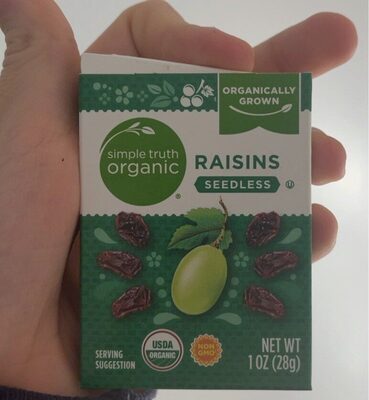 ORGANICALLY
GROWN
simple truth
organic
®
RAISINS
SEEDLESS
U
USDA
ORGANIC
NON
GMO
SERVING
SUGGESTION
NET WT
1 OZ (28g)